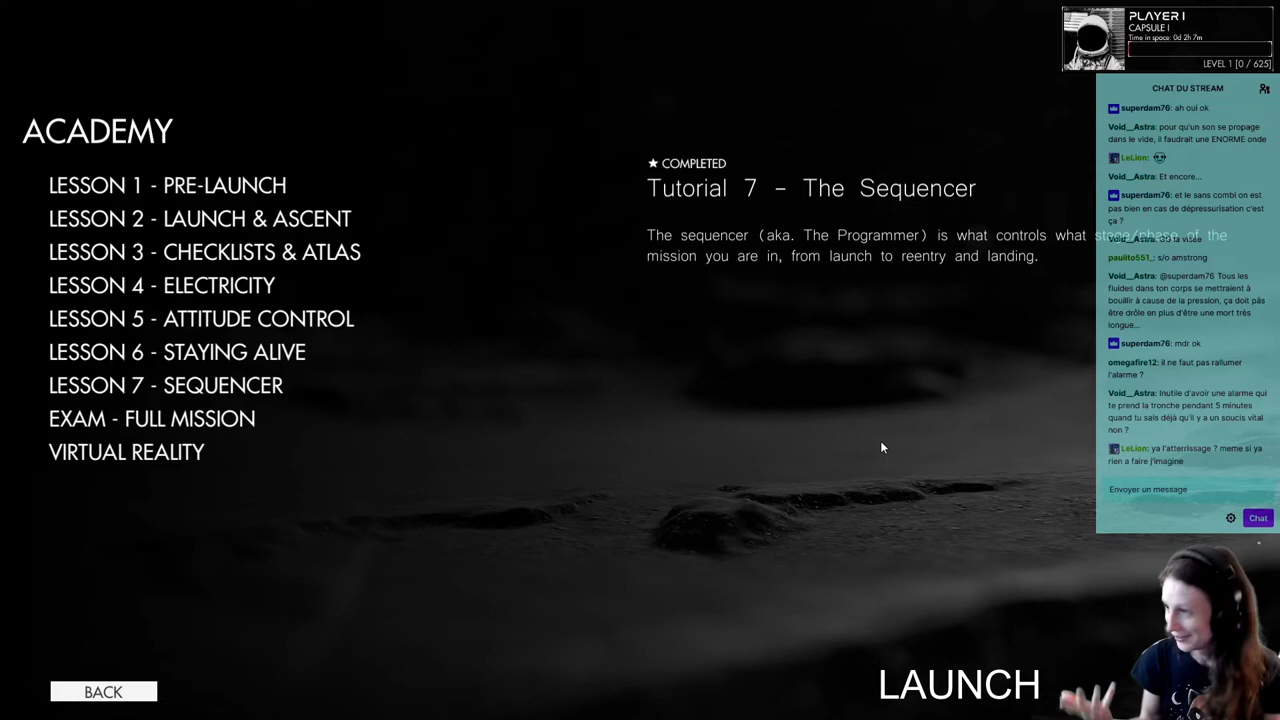 PLAYER 1
CAPSULE 1
Time in space: 0d 2h 7m
LEVEL 1 [0 / 625]
ACADEMY
LESSON 1 - PRE-LAUNCH
LESSON 2 - LAUNCH & ASCENT
LESSON 3 - CHECKLISTS & ATLAS
LESSON 4 - ELECTRICITY
LESSON 5 - ATTITUDE CONTROL
LESSON 6 - STAYING ALIVE
LESSON 7 - SEQUENCER
EXAM - FULL MISSION
VIRTUAL REALITY
BACK
★ COMPLETED
Tutorial 7 - The Sequencer
The sequencer (aka. The Programmer) is what controls what stage/phase of the
mission you are in, from launch to reentry and landing.
LAUNCH
CHAT DU STREAM
superdam76: ah oui ok
Void__Astra: pour qu'un son se propage
dans le vide, il faudrait une ENORME onde
LeLion:
Void__Astra: Et encore...
superdam76: et le sans combi on est
pas bien en cas de dépressurisation c'est
ça ?
Void__Astra: ta visée
paulito551_: s/o amstrong
Void__Astra: @superdam76 Tous les
fluides dans ton corps se mettraient à
bouillir à cause de la pression, ça doit pas
être drôle en plus d'être une mort très
longue...
superdam76: mdr ok
omegafire12: il ne faut pas rallumer
l'alarme ?
Void__Astra: Inutile d'avoir une alarme qui
te prend la tronche pendant 5 minutes
quand tu sais déjà qu'il y a un soucis vital
non ?
LeLion: ya l'atterrissage ? meme si ya
rien a faire j'imagine
Envoyer un message
Chat